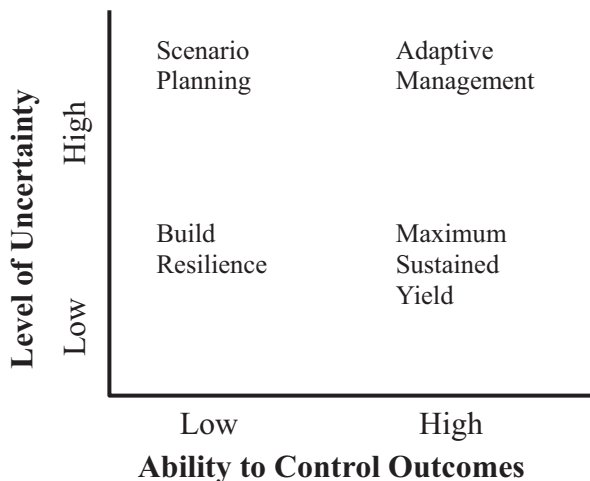 Scenario
Planning
Adaptive
Management
Level of Uncertainty
High
Low
Build
Resilience
Maximum
Sustained
Yield
Low
High
Ability to Control Outcomes